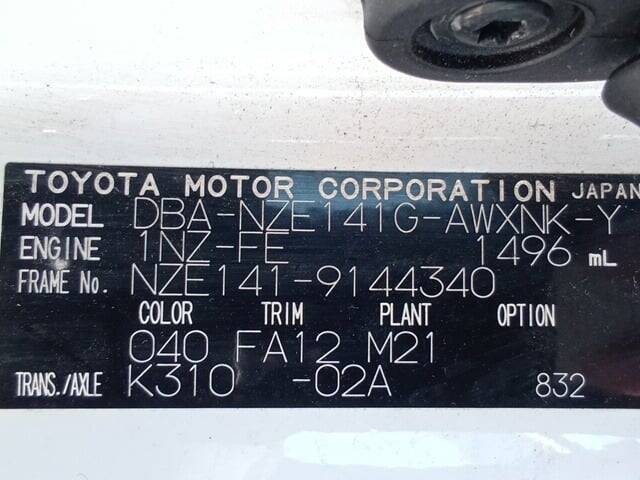 TOYOTA MOTOR CORPORATION JAPAN
MODEL DBA-NZE141G-AWXNK-Y
ENGINE 1NZ-FE 1496 mL
FRAME No. NZE141-9144340
COLOR TRIM PLANT OPTION
040 FA12 M21
TRANS./AXLE K310 -02A 832